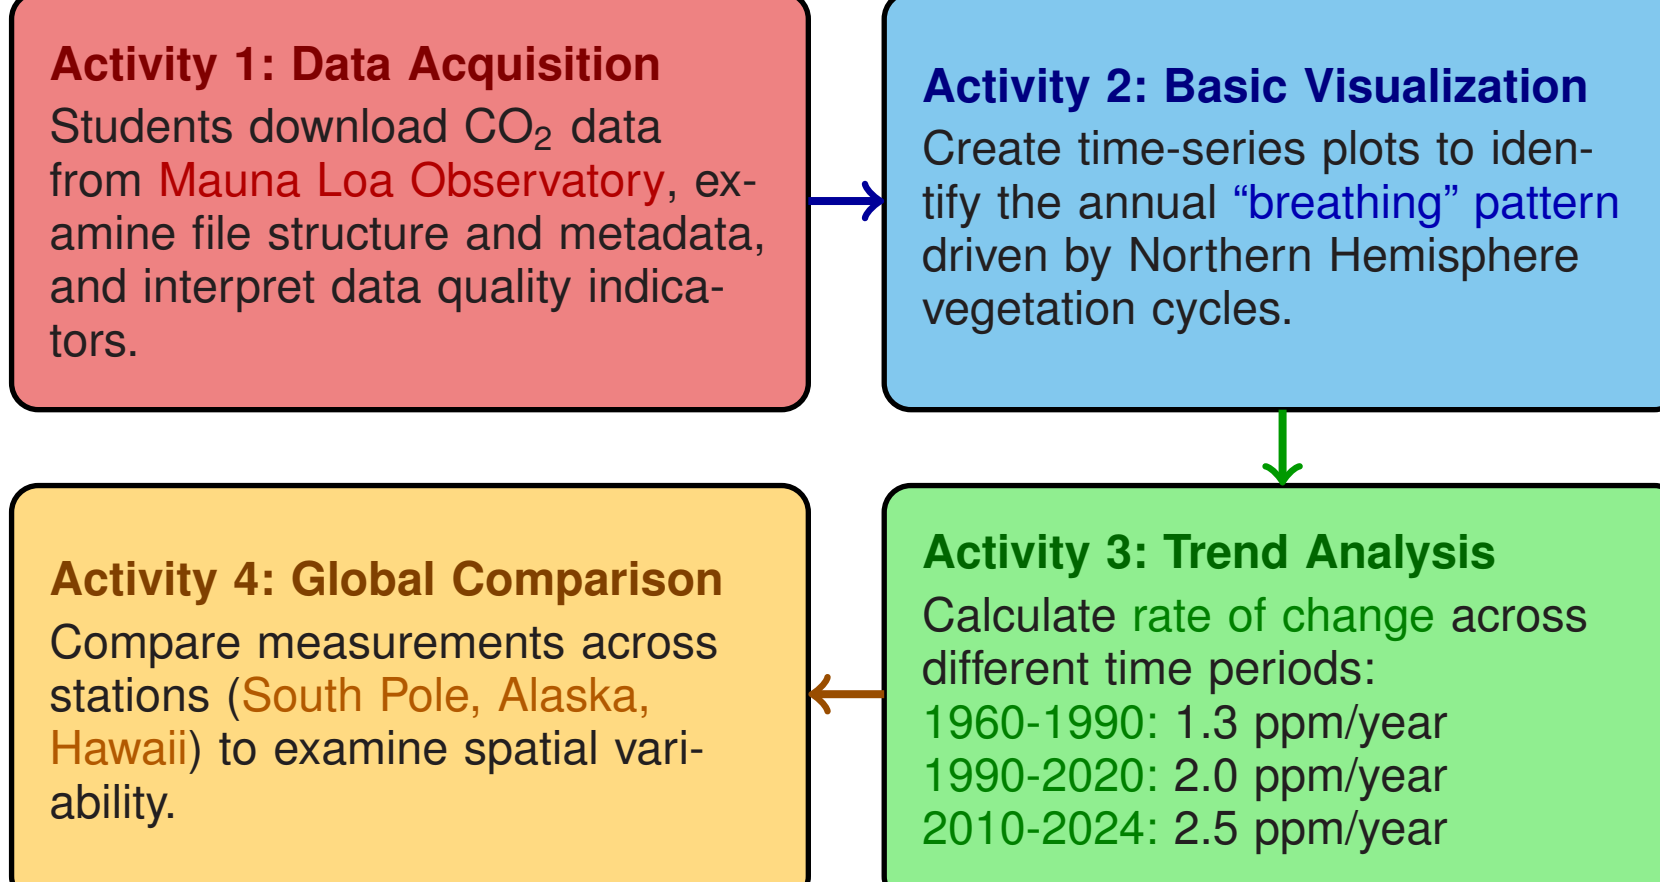 Activity 1: Data Acquisition
Students download CO₂ data
from Mauna Loa Observatory, ex-
amine file structure and metadata,
and interpret data quality indica-
tors.
Activity 2: Basic Visualization
Create time-series plots to iden-
tify the annual “breathing” pattern
driven by Northern Hemisphere
vegetation cycles.
Activity 3: Trend Analysis
Calculate rate of change across
different time periods:
1960-1990: 1.3 ppm/year
1990-2020: 2.0 ppm/year
2010-2024: 2.5 ppm/year
Activity 4: Global Comparison
Compare measurements across
stations (South Pole, Alaska,
Hawaii) to examine spatial vari-
ability.